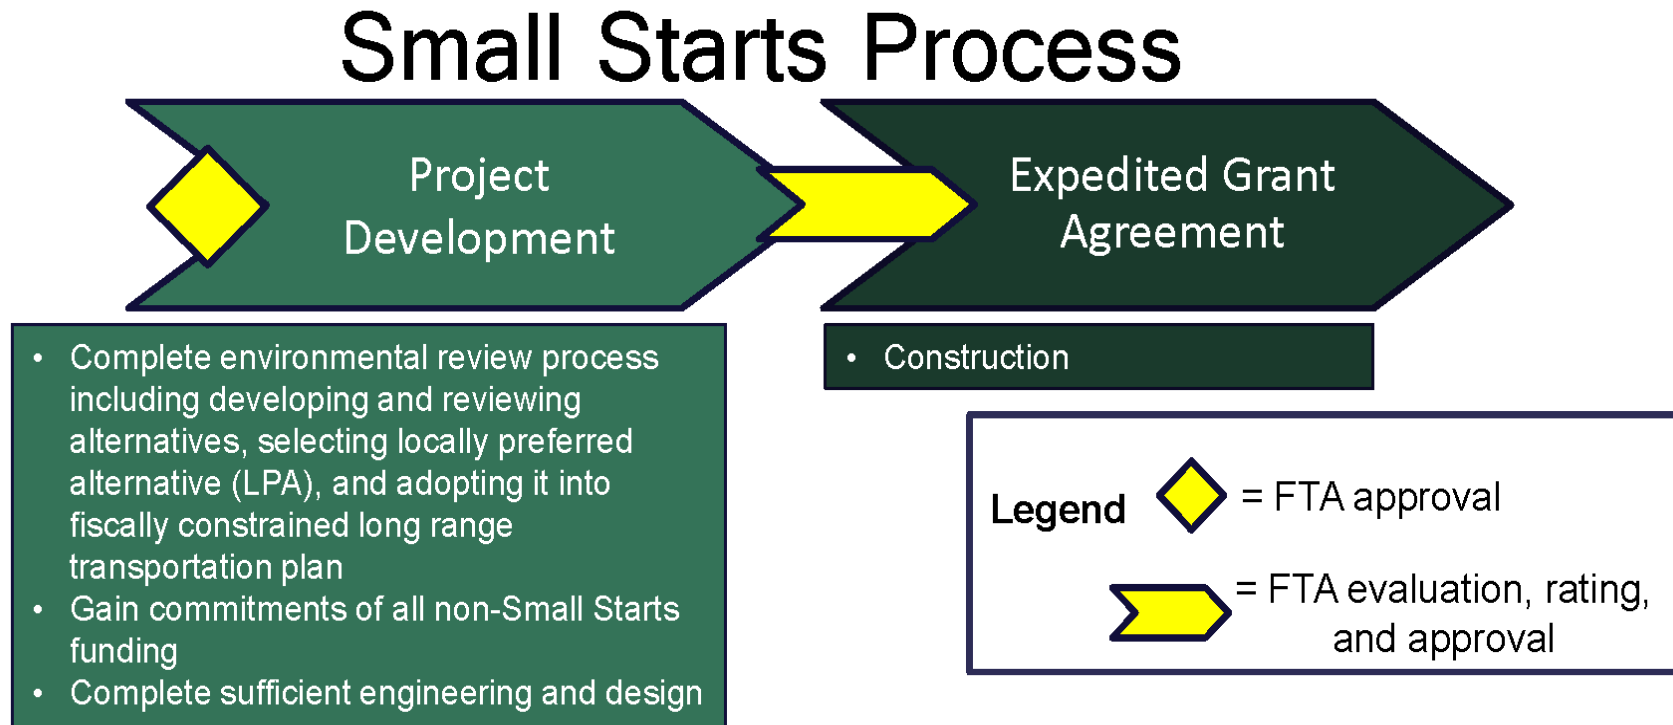 Small Starts Process
Project
Development
Expedited Grant
Agreement
• Complete environmental review process
including developing and reviewing
alternatives, selecting locally preferred
alternative (LPA), and adopting it into
fiscally constrained long range
transportation plan
• Gain commitments of all non-Small Starts
funding
• Complete sufficient engineering and design
• Construction
Legend
= FTA approval
= FTA evaluation, rating,
and approval